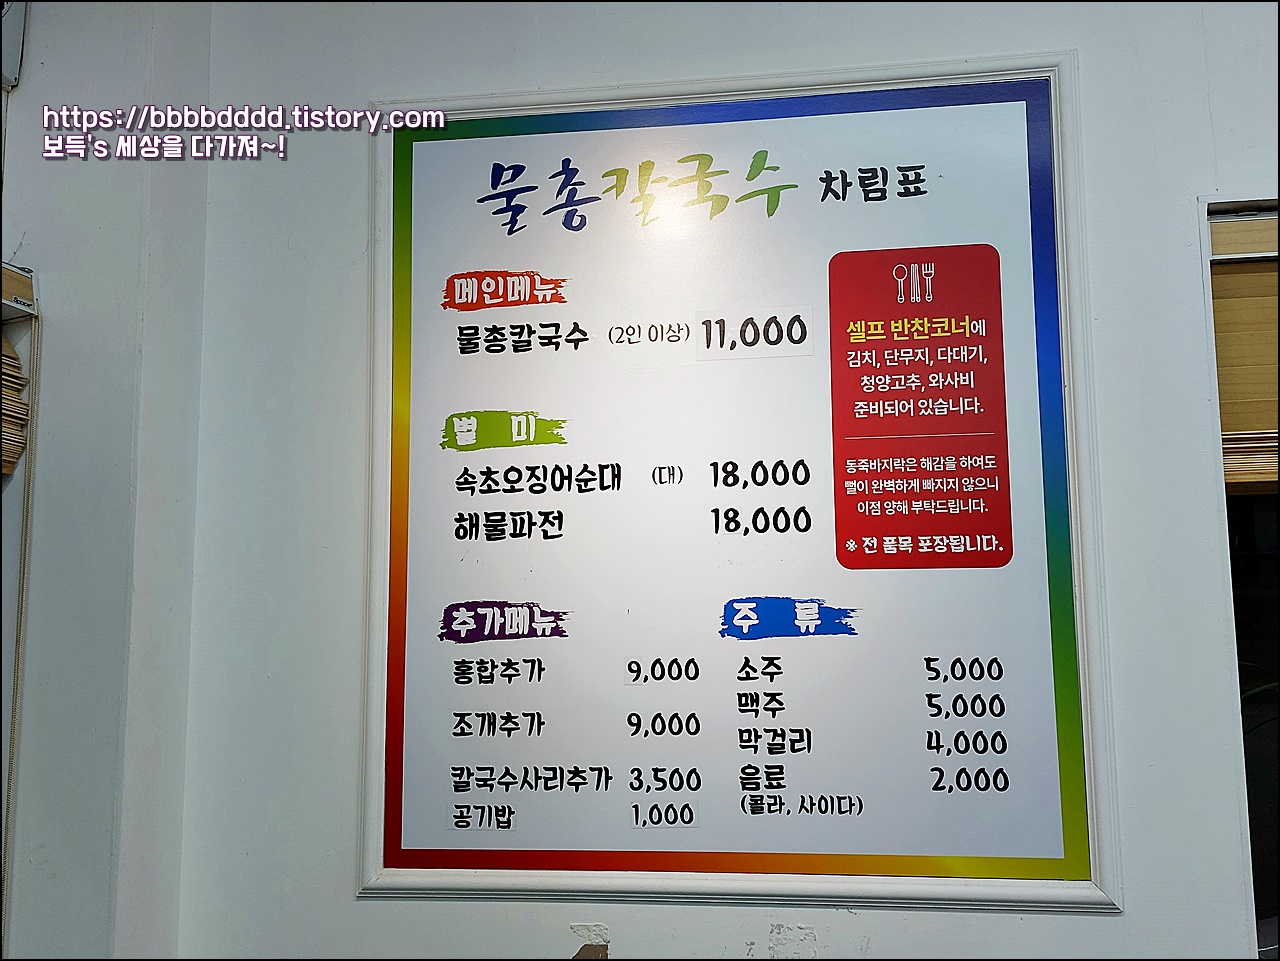 https://bbbbdddd.tistory.com
보득's 세상을 다가져~!
물총칼국수 차림표
메인메뉴
물총칼국수 (2인 이상) 11,000
별 미
속초오징어순대 (대) 18,000
해물파전 18,000
셀프 반찬코너에
김치, 단무지, 다대기,
청양고추, 와사비
준비되어 있습니다.
동죽바지락은 해감을 하여도
뻘이 완벽하게 빠지지 않으니
이점 양해 부탁드립니다.
※ 전 품목 포장됩니다.
추가메뉴
홍합추가 9,000
조개추가 9,000
칼국수사리추가 3,500
공기밥 1,000
주 류
소주 5,000
맥주 5,000
막걸리 4,000
음료 2,000
(콜라, 사이다)